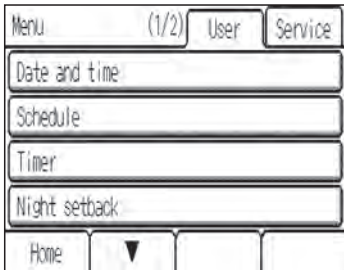 Menu (1/2) User Service
Date and time
Schedule
Timer
Night setback
Home ▼